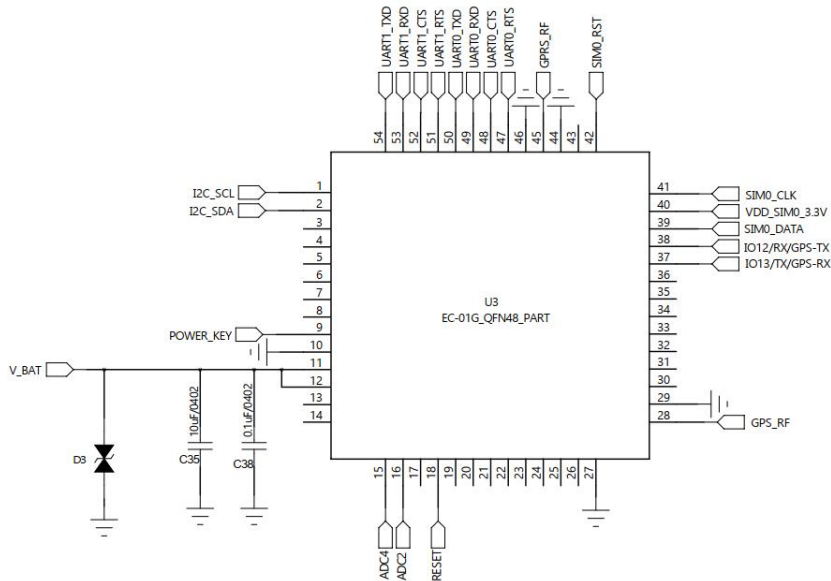 UART1_TXD
UART1_RXD
UART1_CTS
UART1_RTS
UART0_TXD
UART0_RXD
UART0_CTS
UART0_RTS
GPRS_RF
SIM0_RST
54
53
52
51
50
49
48
47
46
45
44
43
42
I2C_SCL
1
I2C_SDA
2
3
4
5
6
7
8
POWER_KEY
9
10
V_BAT
11
12
13
14
41
SIM0_CLK
40
VDD_SIM0_3.3V
39
SIM0_DATA
38
IO12/RX/GPS-TX
37
IO13/TX/GPS-RX
36
35
34
33
32
31
30
29
28
GPS_RF
U3
EC-01G_QFN48_PART
D3
10uF/0402
C35
0.1uF/0402
C38
15
16
17
18
19
20
21
22
23
24
25
26
27
ADC4
ADC2
RESET